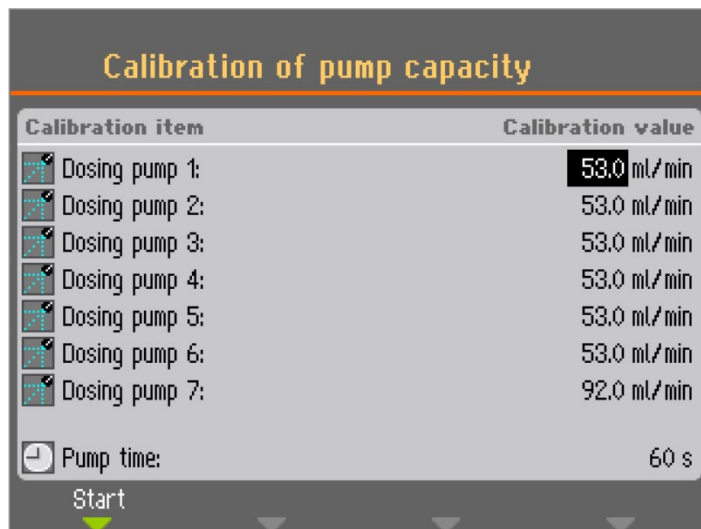 Calibration of pump capacity
Calibration item Calibration value
Dosing pump 1: 53.0 ml/min
Dosing pump 2: 53.0 ml/min
Dosing pump 3: 53.0 ml/min
Dosing pump 4: 53.0 ml/min
Dosing pump 5: 53.0 ml/min
Dosing pump 6: 53.0 ml/min
Dosing pump 7: 92.0 ml/min
Pump time: 60 s
Start